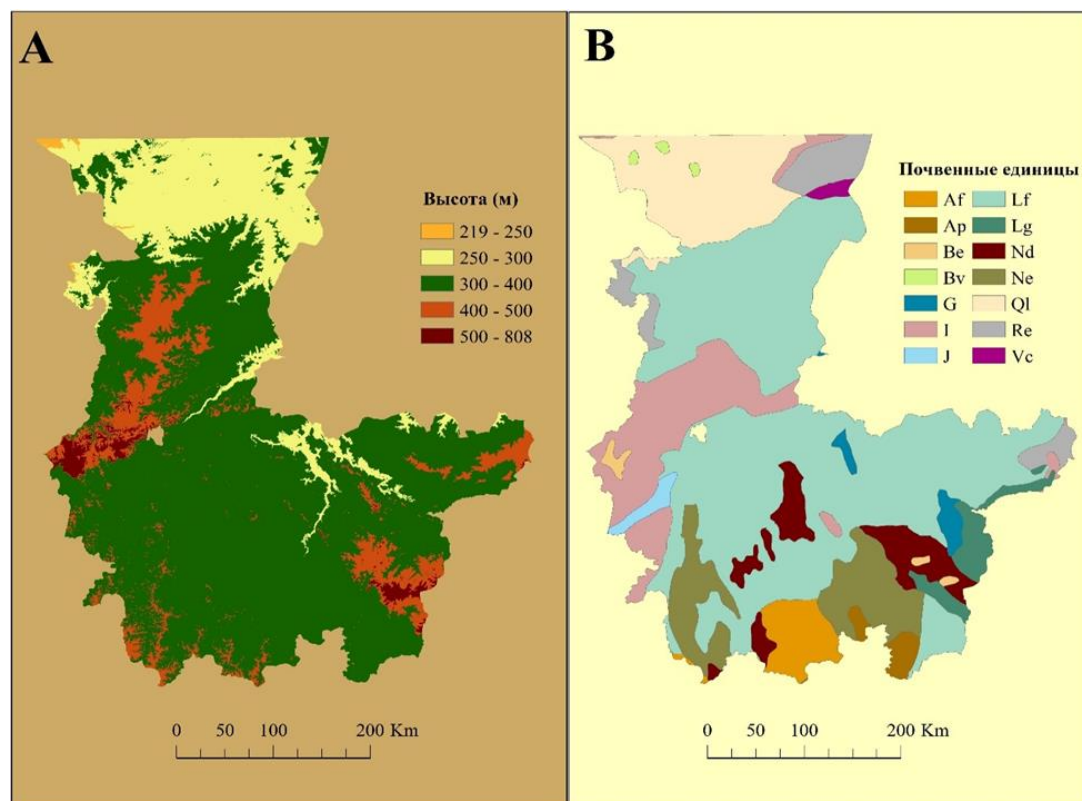 A
Высота (м)
219 - 250
250 - 300
300 - 400
400 - 500
500 - 808
0 50 100 200 Km
B
Почвенные единицы
Af Lf
Ap Lg
Be Nd
Bv Ne
G Ql
I Re
J Vc
0 50 100 200 Km